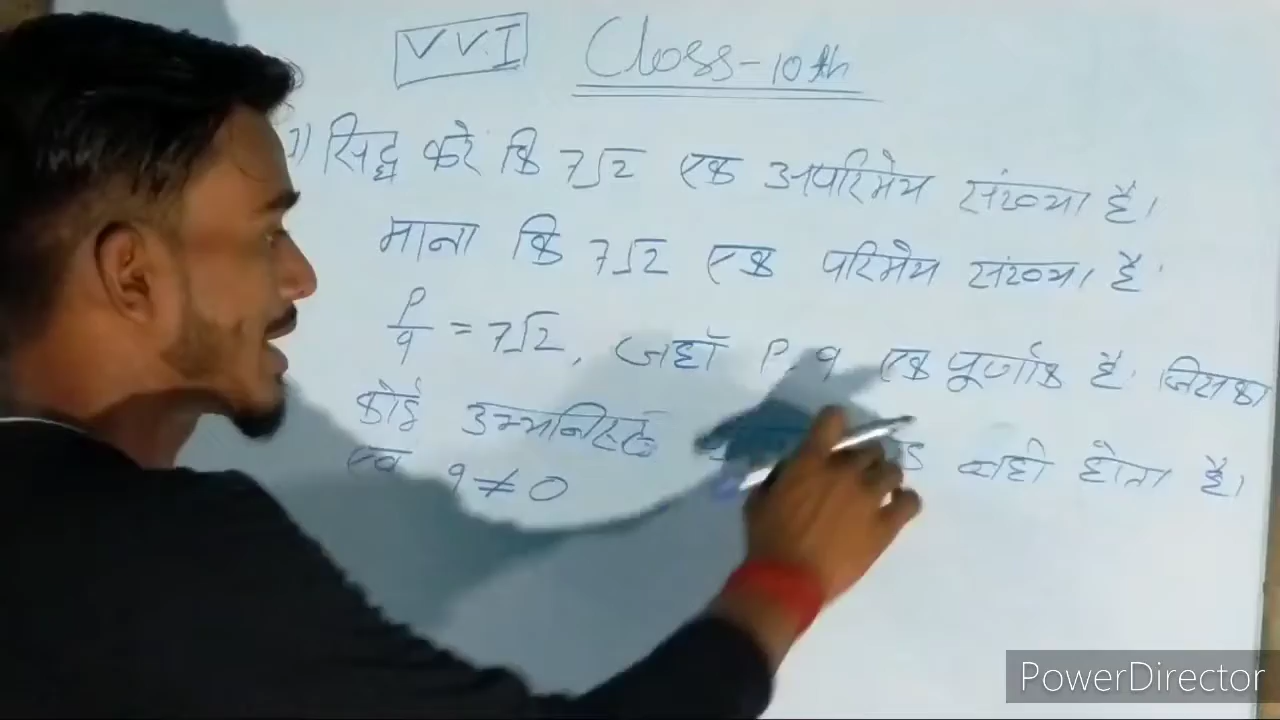 V V.I Class-10th
1) सिद्ध करें कि 7√2 एक अपरिमेय संख्या है।
माना कि 7√2 एक परिमेय संख्या है
p/q = 7√2, जहाँ P, q एक पूर्णांक है जिसका
कोई उभयनिष्ठ नही होता है।
एवं q ≠ 0
PowerDirector